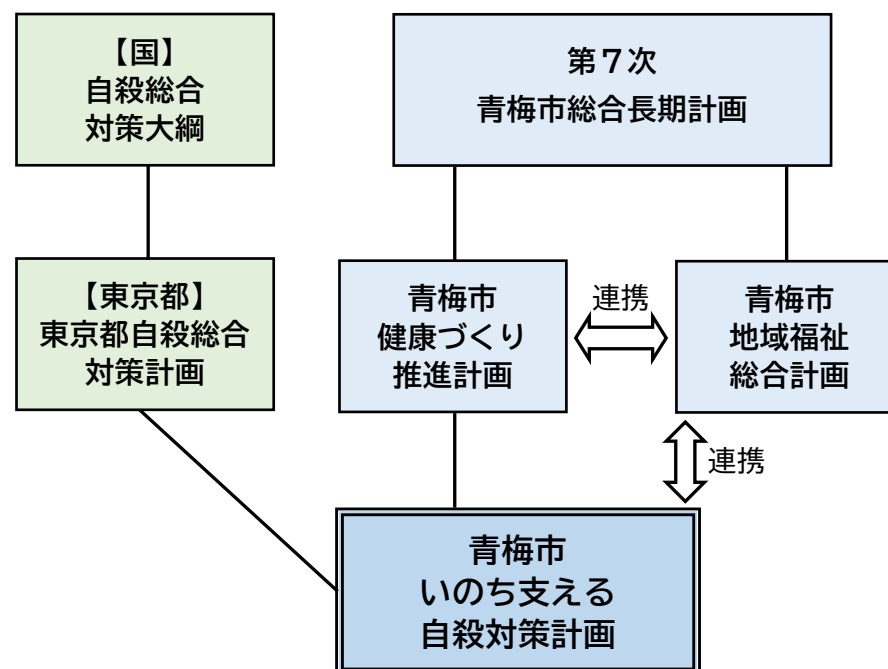 【国】
自殺総合
対策大綱
第７次
青梅市総合長期計画
【東京都】
東京都自殺総合
対策計画
青梅市
健康づくり
推進計画
連携
青梅市
地域福祉
総合計画
連携
青梅市
いのち支える
自殺対策計画